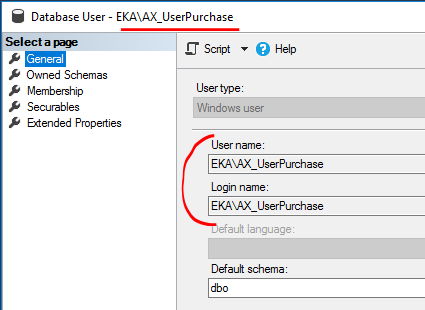 Database User - EKA\AX_UserPurchase
Select a page
General
Owned Schemas
Membership
Securables
Extended Properties
Script
Help
User type:
Windows user
User name:
EKA\AX_UserPurchase
Login name:
EKA\AX_UserPurchase
Default language:
Default schema:
dbo